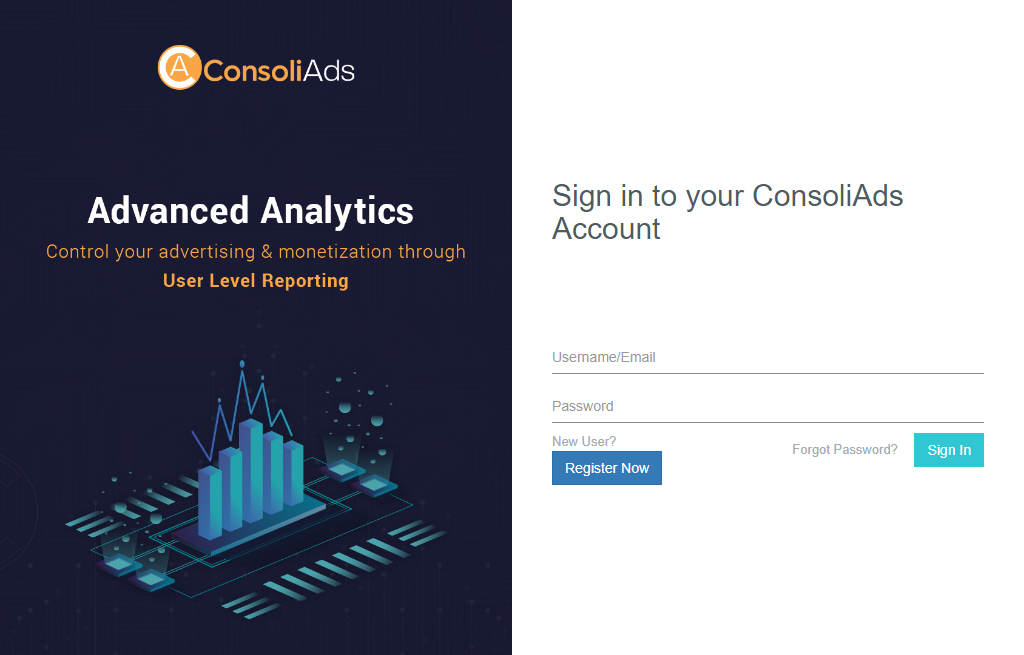 ConsoliAds
Advanced Analytics
Control your advertising & monetization through
User Level Reporting
Sign in to your ConsoliAds
Account
Username/Email
Password
New User?
Register Now
Forgot Password?
Sign In